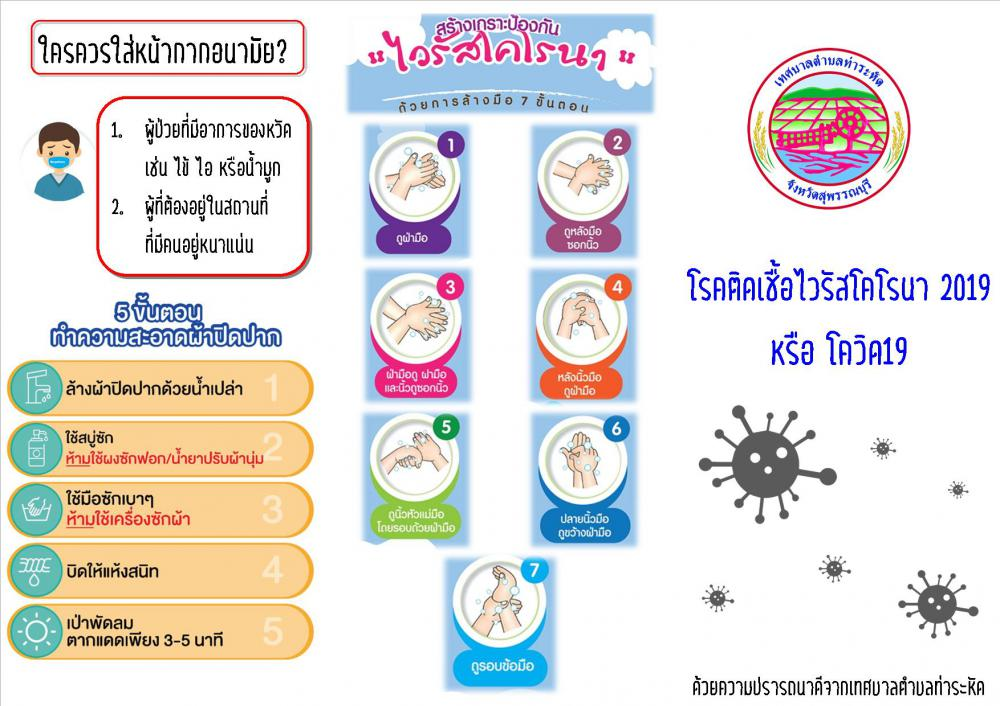 ใครควรใส่หน้ากากอนามัย?
1. ผู้ป่วยที่มีอาการของหวัด
เช่น ไข้ ไอ หรือน้ำมูก
2. ผู้ที่ต้องอยู่ในสถานที่
ที่มีคนอยู่หนาแน่น
5 ขั้นตอน
ทำความสะอาดผ้าปิดปาก
ล้างผ้าปิดปากด้วยน้ำเปล่า 1
ใช้สบู่ซัก
ห้ามใช้ผงซักฟอก/น้ำยาปรับผ้านุ่ม 2
ใช้มือซักเบาๆ
ห้ามใช้เครื่องซักผ้า 3
บิดให้แห้งสนิท 4
เป่าพัดลม
ตากแดดเพียง 3-5 นาที 5
สร้างเกราะป้องกัน
"ไวรัสโคโรนา"
ด้วยการล้างมือ 7 ขั้นตอน
1
ถูฝ่ามือ
2
ถูหลังมือ
ซอกนิ้ว
3
ฝ่ามือถู ฝ่ามือ
และนิ้วถูซอกนิ้ว
4
หลังนิ้วมือ
ถูฝ่ามือ
5
ถูนิ้วหัวแม่มือ
โดยรอบด้วยฝ่ามือ
6
ปลายนิ้วมือ
ถูขวางฝ่ามือ
7
ถูรอบข้อมือ
เทศบาลตำบลท่าระหัด
จังหวัดสุพรรณบุรี
โรคติดเชื้อไวรัสโคโรนา 2019
หรือ โควิด19
ด้วยความปรารถนาดีจากเทศบาลตำบลท่าระหัด